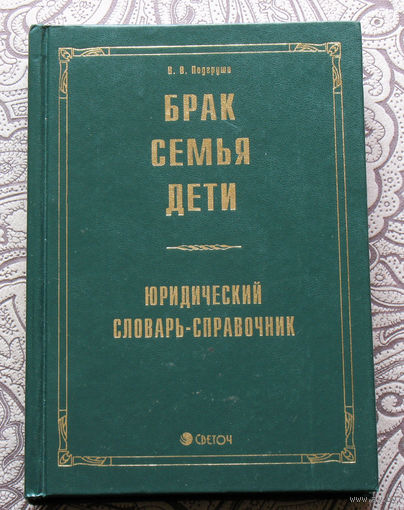 В. В. Подгруша
БРАК
СЕМЬЯ
ДЕТИ
ЮРИДИЧЕСКИЙ
СЛОВАРЬ-СПРАВОЧНИК
СВЕТОЧ